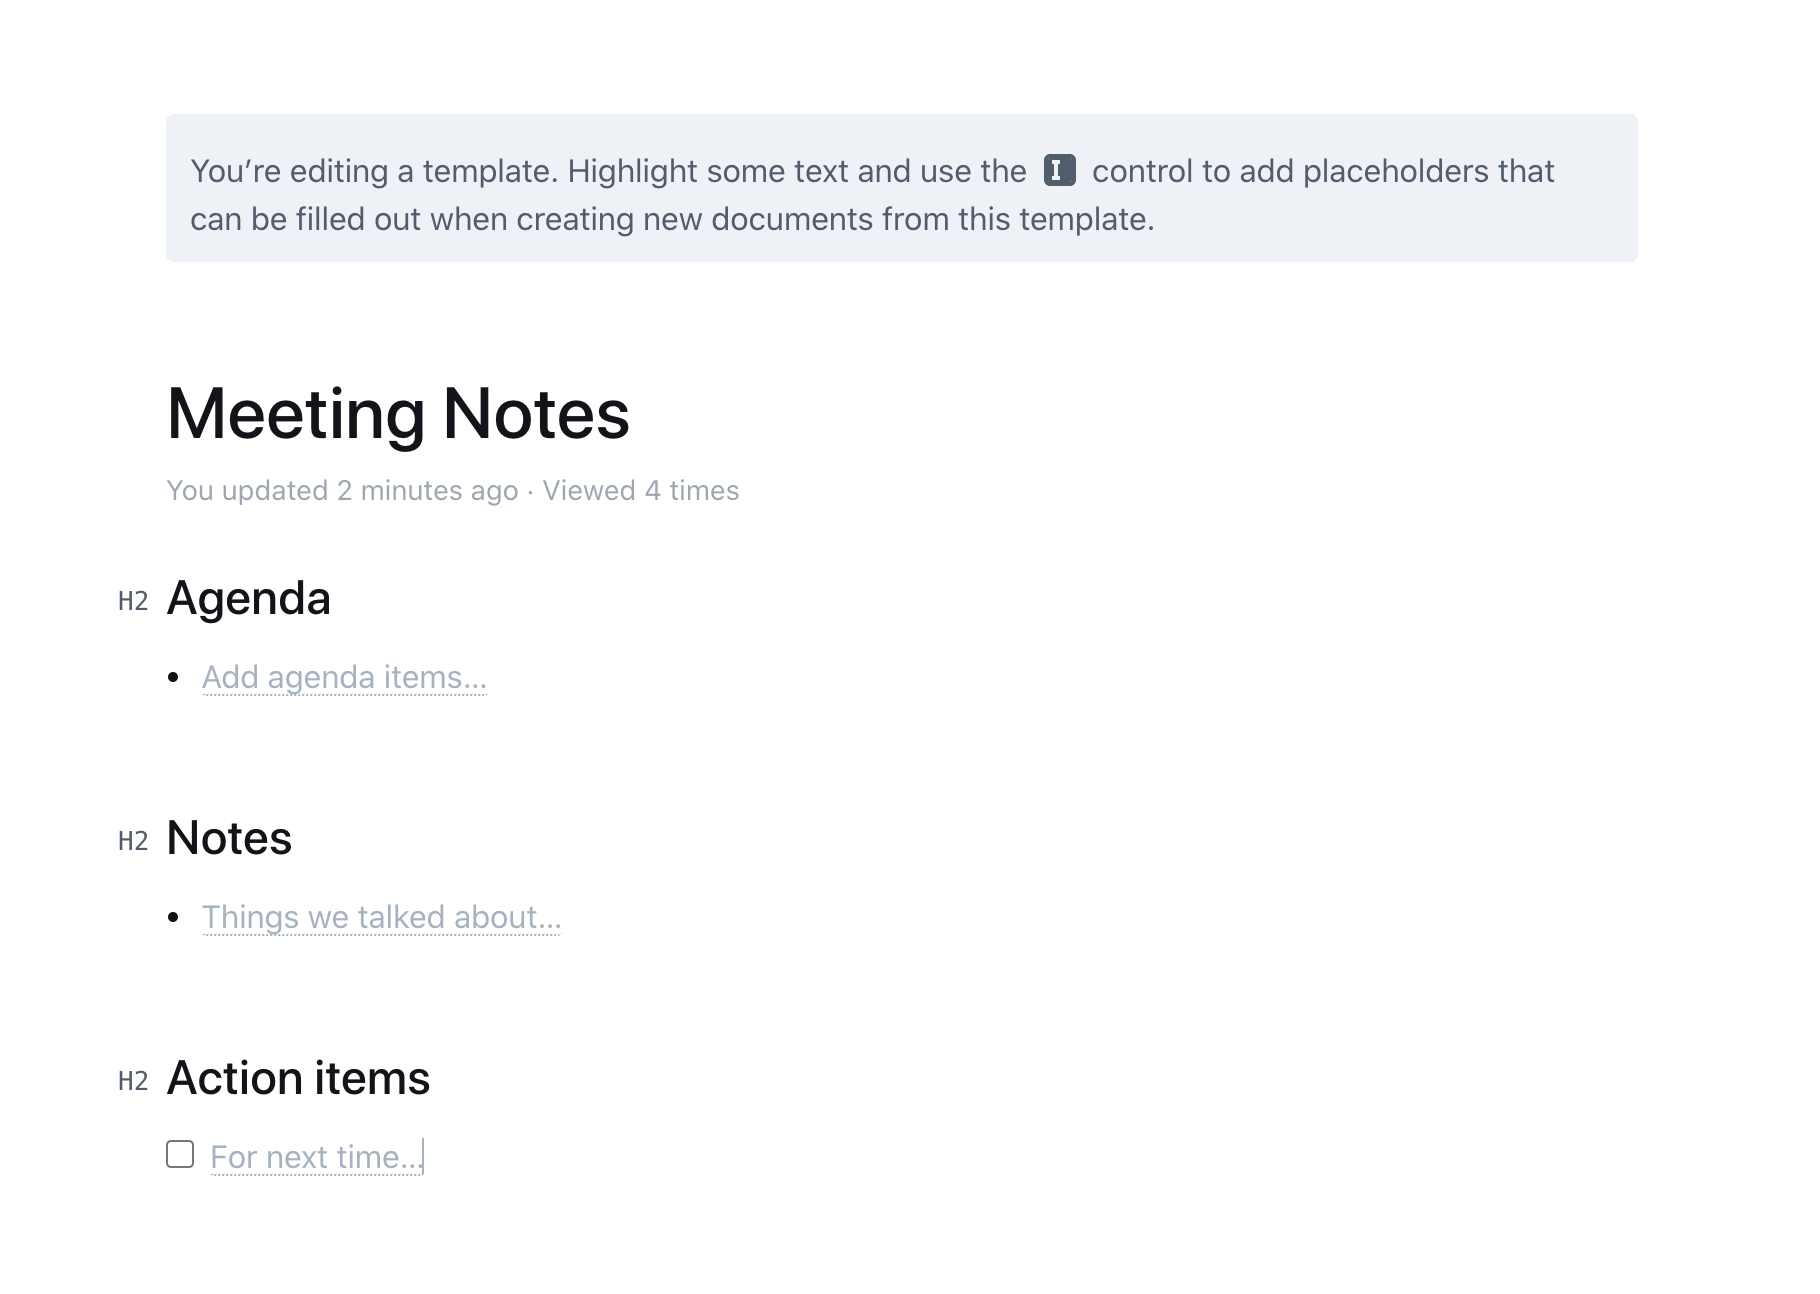 You’re editing a template. Highlight some text and use the I control to add placeholders that
can be filled out when creating new documents from this template.
Meeting Notes
You updated 2 minutes ago · Viewed 4 times
H2 Agenda
• Add agenda items...
H2 Notes
• Things we talked about...
H2 Action items
For next time...